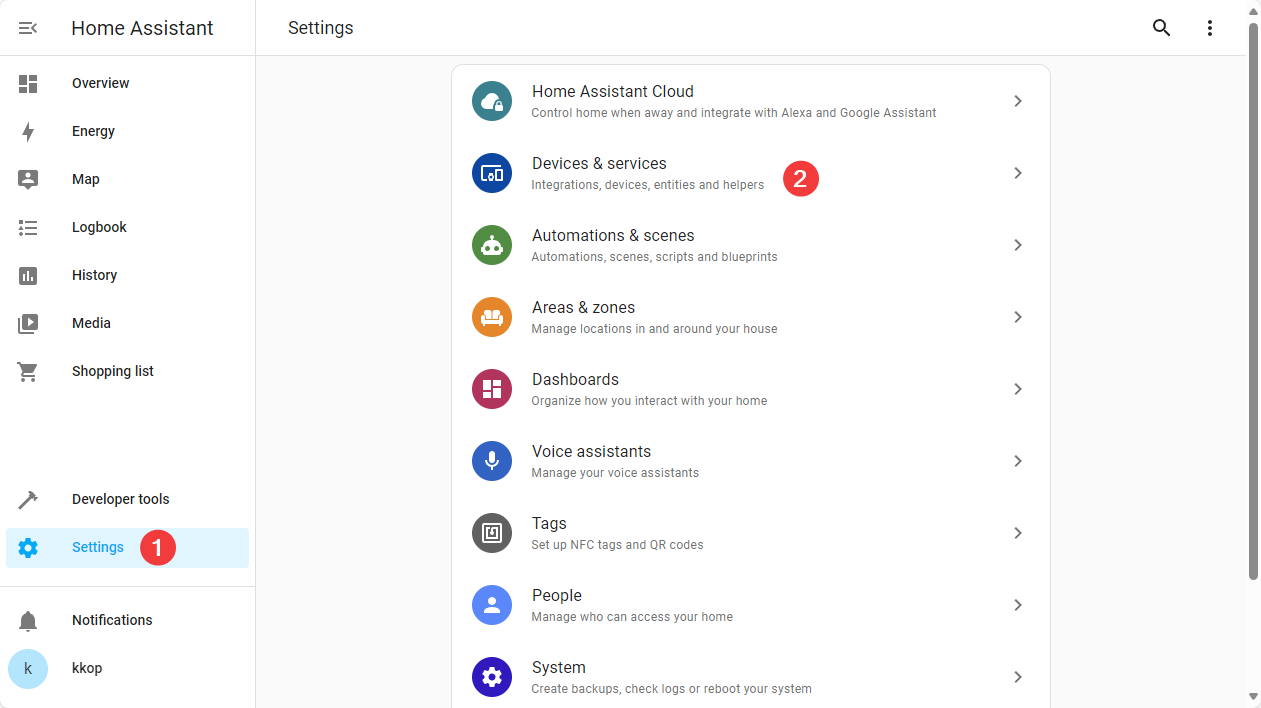 Home Assistant
Settings
Overview
Energy
Map
Logbook
History
Media
Shopping list
Developer tools
Settings 1
Notifications
k kkop
Home Assistant Cloud
Control home when away and integrate with Alexa and Google Assistant
Devices & services
Integrations, devices, entities and helpers 2
Automations & scenes
Automations, scenes, scripts and blueprints
Areas & zones
Manage locations in and around your house
Dashboards
Organize how you interact with your home
Voice assistants
Manage your voice assistants
Tags
Set up NFC tags and QR codes
People
Manage who can access your home
System
Create backups, check logs or reboot your system